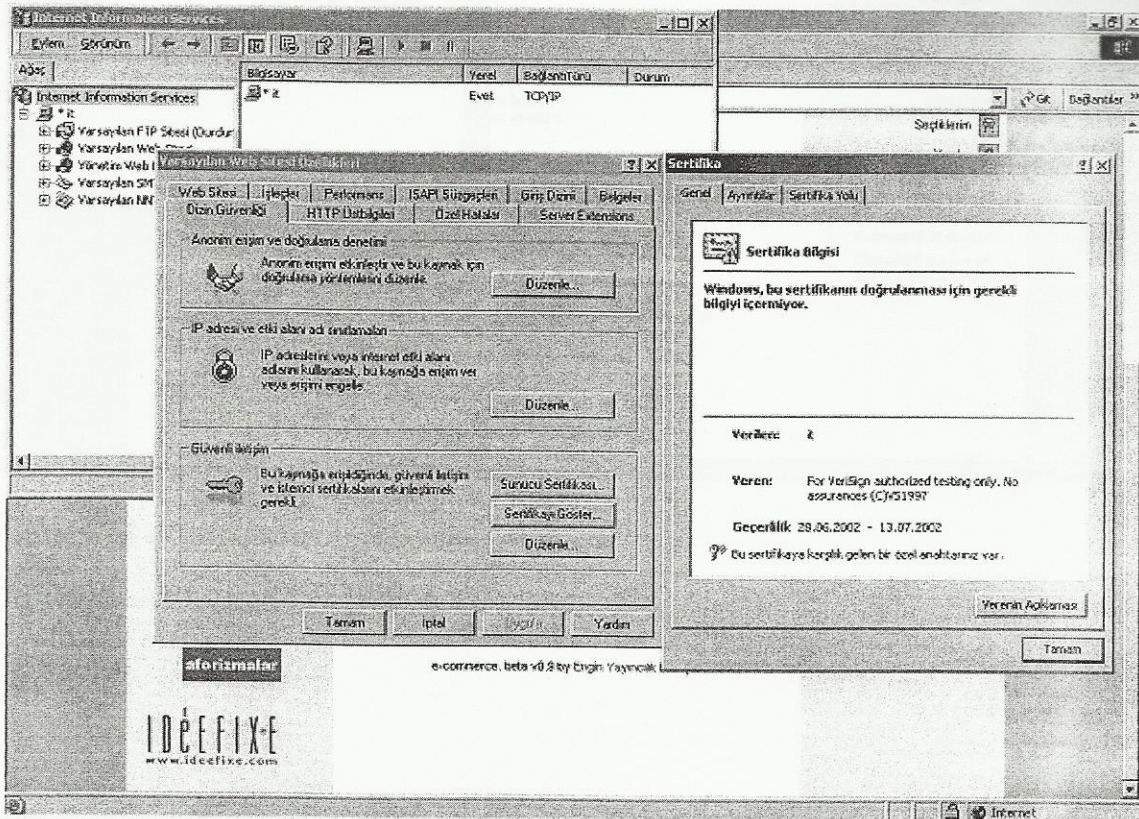 Internet Information Services
Eylem Görünüm
Ağaç
Bilgisayar Yerel BağlantıTürü Durum
Internet Information Services
* it Evet TCP/IP
* it
Varsayılan FTP Sitesi (Durdur
Varsayılan Web
Yönetim Web
Varsayılan SM
Varsayılan NN
Git Bağlantılar »
Seçtiklerim
Varsayılan Web Sitesi Özellikleri
Web Sitesi İşleçler Performans ISAPI Süzgeçleri Giriş Dizini Belgeler
Dizin Güvenliği HTTP Üstbilgileri Özel Hatalar Server Extensions
Anonim erişim ve doğrulama denetimi
Anonim erişimi etkinleştir ve bu kaynak için
doğrulama yöntemlerini düzenle.
Düzenle...
IP adresi ve etki alanı adı sınırlamaları
IP adreslerini veya internet etki alanı
adlarını kullanarak, bu kaynağa erişim ver
veya erişimi engelle.
Düzenle...
Güvenli iletişim
Bu kaynağa erişildiğinde, güvenli iletişim
ve istemci sertifikalarını etkinleştirmek
gerekli.
Sunucu Sertifikası...
Sertifikayı Göster...
Düzenle...
Tamam İptal Uygula Yardım
Sertifika
Genel Ayrıntılar Sertifika Yolu
Sertifika Bilgisi
Windows, bu sertifikanın doğrulanması için gerekli
bilgiyi içermiyor.
Verilen: it
Veren: For VeriSign authorized testing only. No
assurances (C)VS1997
Geçerlilik 29.06.2002 - 13.07.2002
Bu sertifikaya karşılık gelen bir özel anahtarınız var.
Verenin Açıklaması
Tamam
aforizmalar
e-commerce, beta v0.9 by Engin Yayıncılık
IDéEFIXE
www.ideefixe.com
Internet